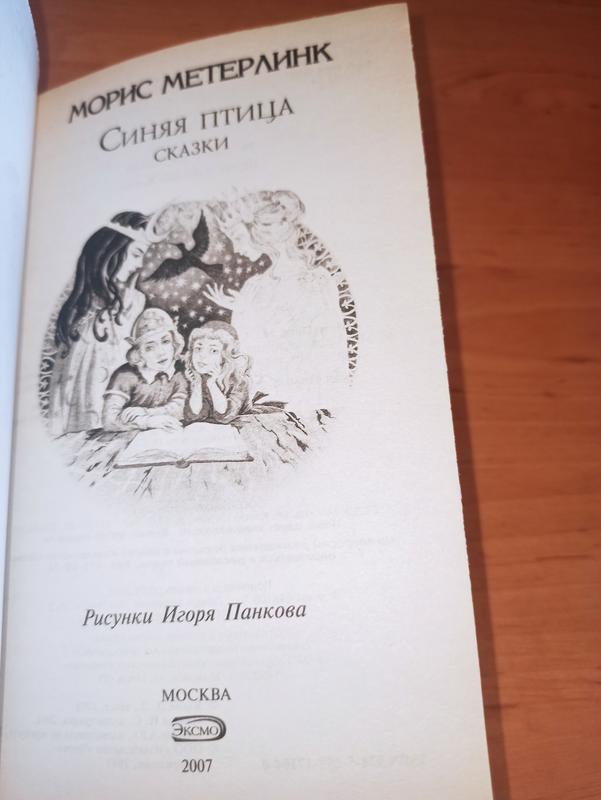 МОРИС МЕТЕРЛИНК
СИНЯЯ ПТИЦА
СКАЗКИ
Рисунки Игоря Панкова
МОСКВА
ЭКСМО
2007